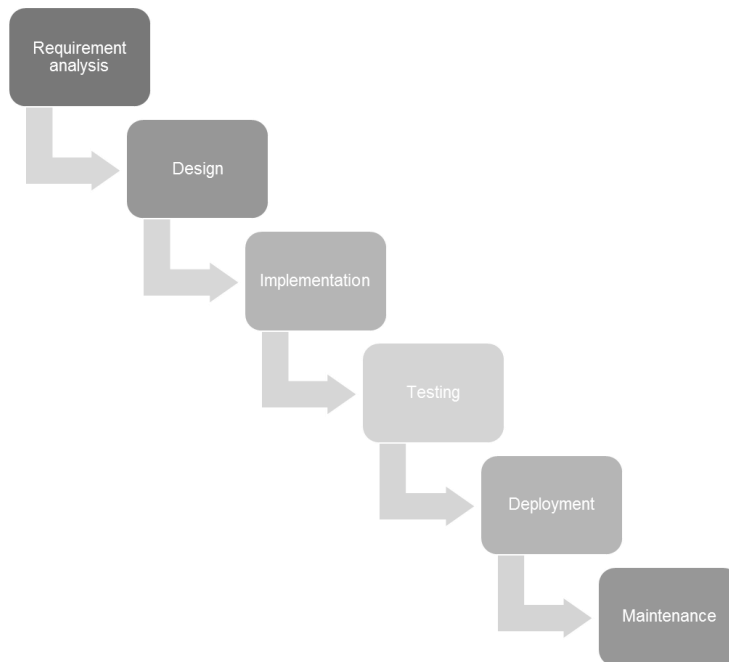 Requirement
analysis
Design
Implementation
Testing
Deployment
Maintenance